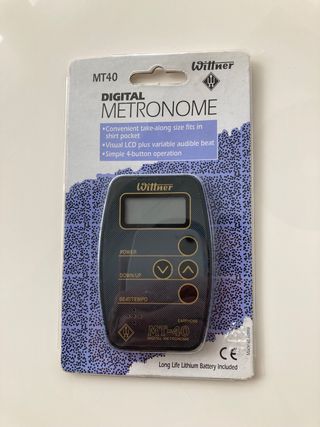 MT40
Wittner
DIGITAL
METRONOME
• Convenient take-along size fits in
shirt pocket
• Visual LCD plus variable audible beat
• Simple 4-button operation
Wittner
POWER
DOWN/UP
BEAT/TEMPO
EARPHONE
MT-40
DIGITAL METRONOME
CE
Long Life Lithium Battery Included